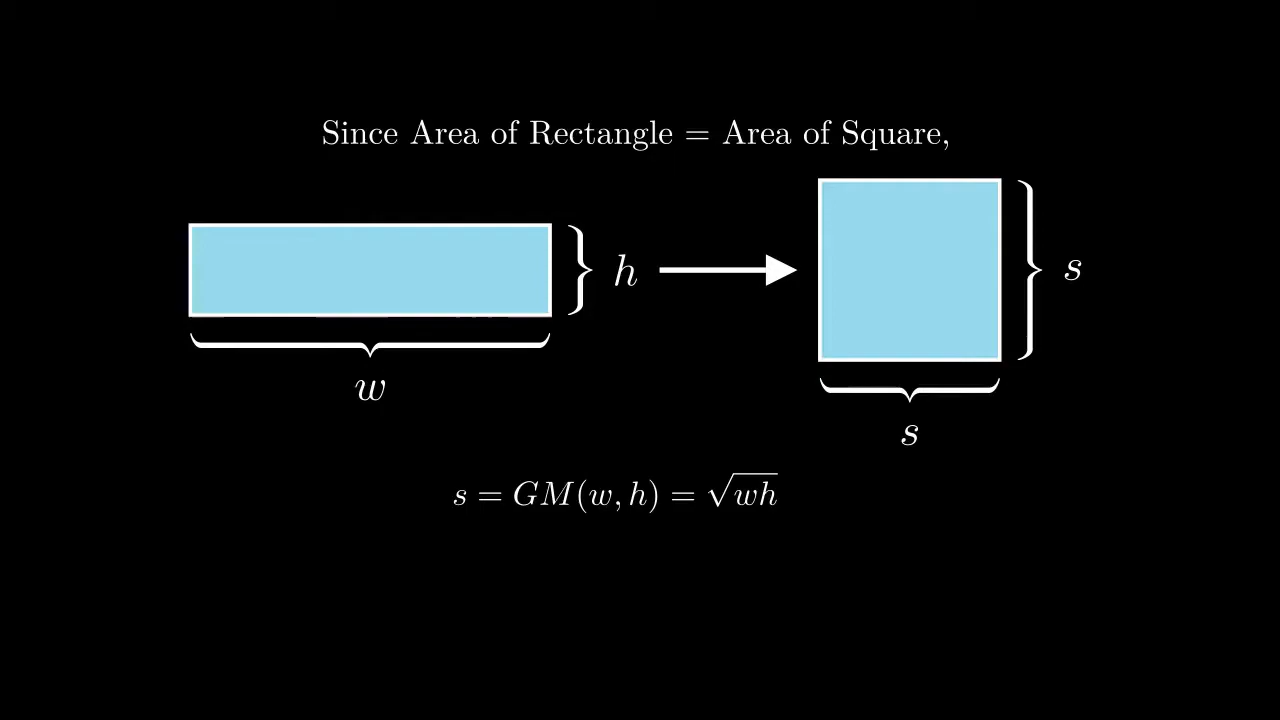 Since Area of Rectangle = Area of Square,
h
s
w
s
s = GM(w, h) = √wh